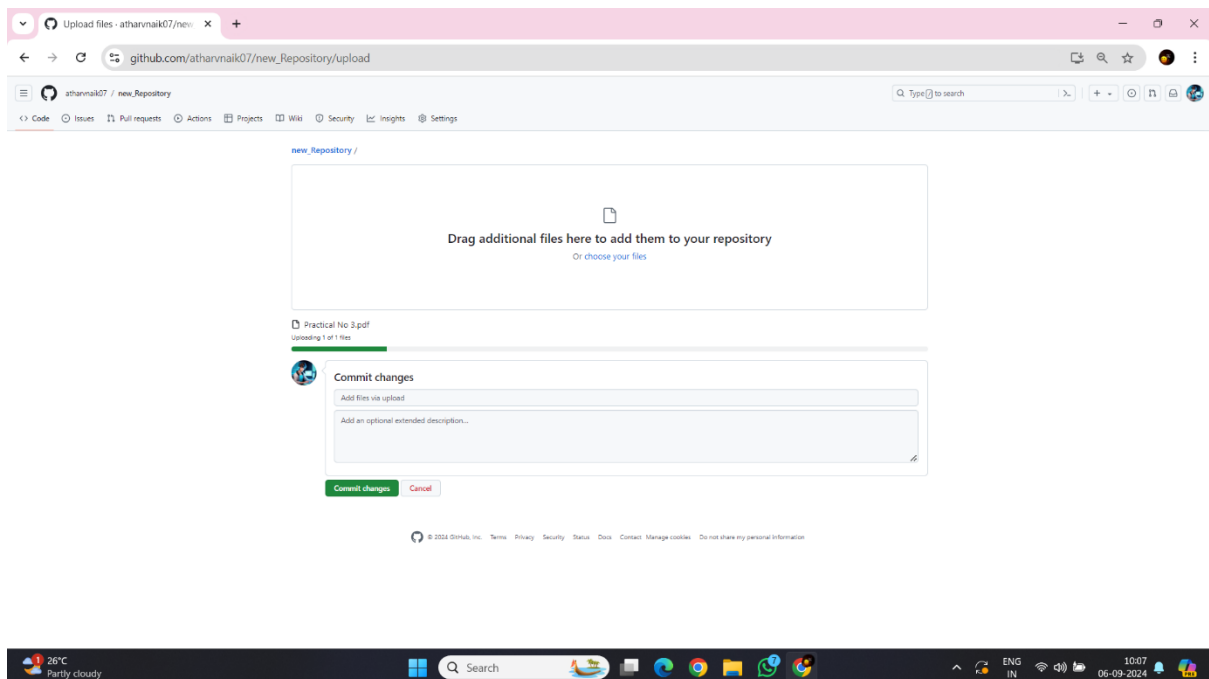 Upload files · atharvnaik07/new
github.com/atharvnaik07/new_Repository/upload
atharvnaik07 / new_Repository
Type / to search
Code Issues Pull requests Actions Projects Wiki Security Insights Settings
new_Repository /
Drag additional files here to add them to your repository
Or choose your files
Practical No 3.pdf
Uploading 1 of 1 files
Commit changes
Add files via upload
Add an optional extended description...
Commit changes Cancel
© 2024 GitHub, Inc. Terms Privacy Security Status Docs Contact Manage cookies Do not share my personal information
1
26°C
Partly cloudy
Search
7
ENG
IN
10:07
06-09-2024
PRE